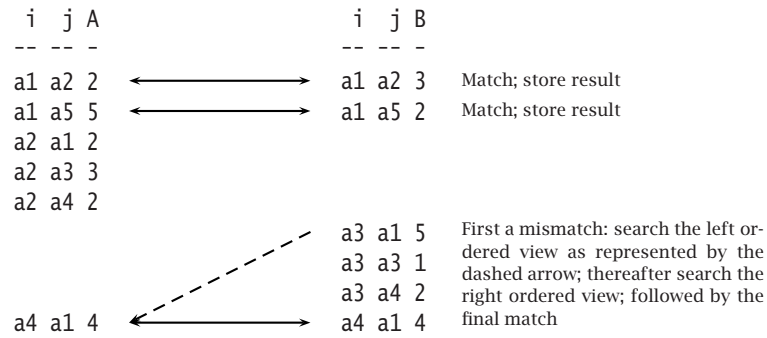 i j A i j B
-- -- - -- -- -
a1 a2 2 a1 a2 3 Match; store result
a1 a5 5 a1 a5 2 Match; store result
a2 a1 2
a2 a3 3
a2 a4 2
a3 a1 5 First a mismatch: search the left or-
a3 a3 1 dered view as represented by the
a3 a4 2 dashed arrow; thereafter search the
right ordered view; followed by the
a4 a1 4 a4 a1 4 final match